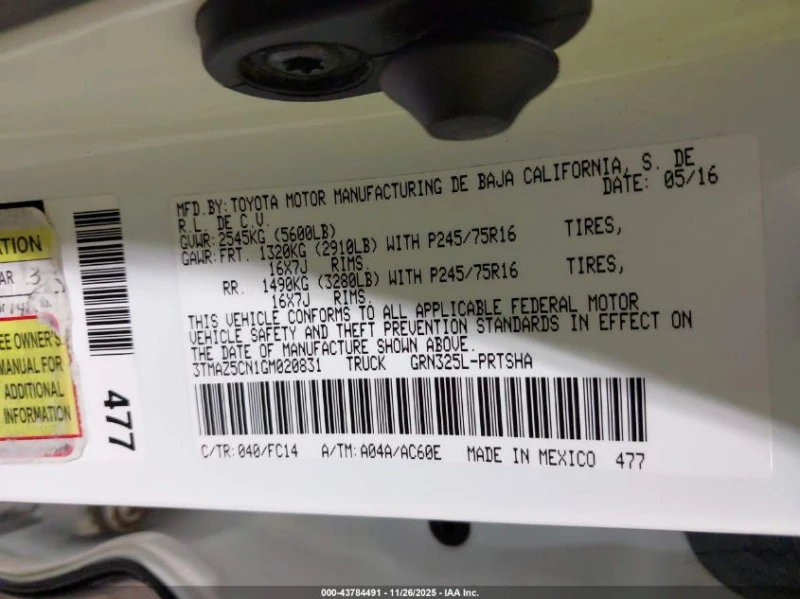 MFD.BY: TOYOTA MOTOR MANUFACTURING DE BAJA CALIFORNIA, S. DE
R.L. DE C.V. DATE: 05/16
GVWR: 2545KG (5600LB)
GAWR: FRT. 1320KG (2910LB) WITH P245/75R16 TIRES,
16X7J RIMS.
RR. 1490KG (3280LB) WITH P245/75R16 TIRES,
16X7J RIMS.
THIS VEHICLE CONFORMS TO ALL APPLICABLE FEDERAL MOTOR
VEHICLE SAFETY AND THEFT PREVENTION STANDARDS IN EFFECT ON
THE DATE OF MANUFACTURE SHOWN ABOVE.
3TMAZ5CN1GM020831 TRUCK GRN325L-PRTSHA
C/TR: 040/FC14 A/TM: A04A/AC60E MADE IN MEXICO 477
477
ATION
AR 3
EE OWNER'S
MANUAL FOR
ADDITIONAL
INFORMATION
000-43784491 - 11/26/2025 - IAA Inc.